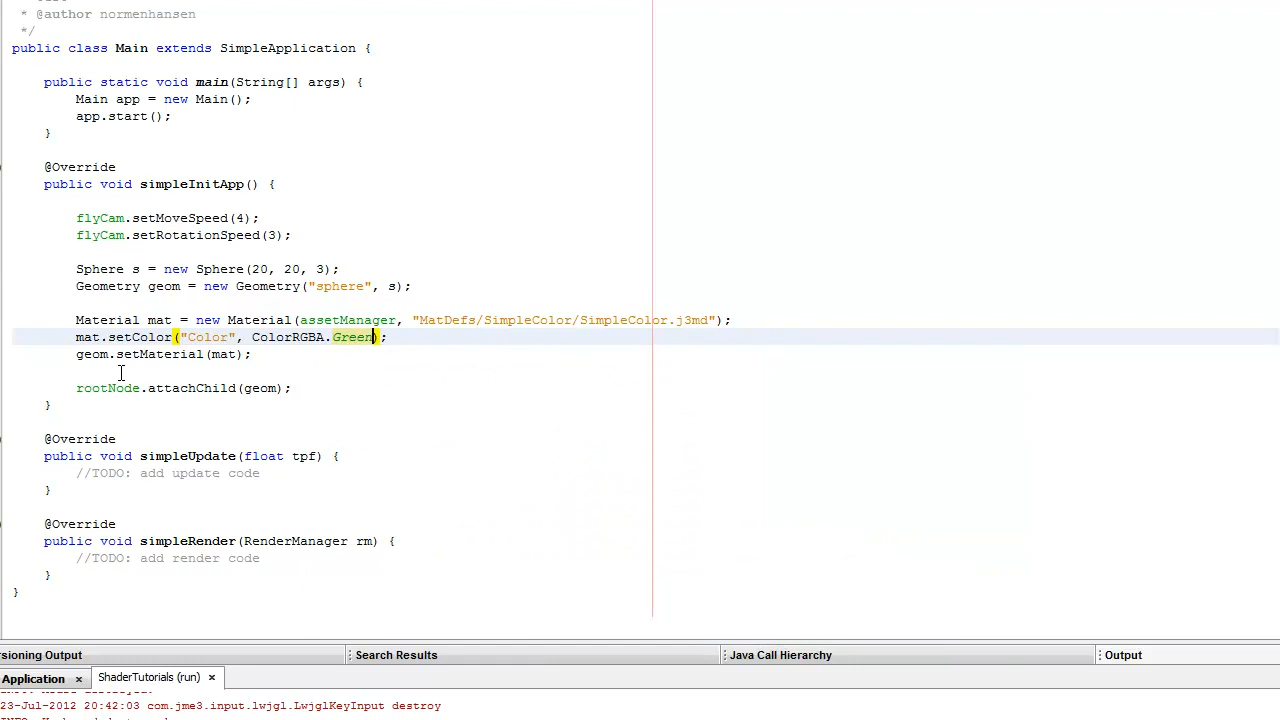 * @author normenhansen
*/
public class Main extends SimpleApplication {
public static void main(String[] args) {
Main app = new Main();
app.start();
}
@Override
public void simpleInitApp() {
flyCam.setMoveSpeed(4);
flyCam.setRotationSpeed(3);
Sphere s = new Sphere(20, 20, 3);
Geometry geom = new Geometry("sphere", s);
Material mat = new Material(assetManager, "MatDefs/SimpleColor/SimpleColor.j3md");
mat.setColor("Color", ColorRGBA.Green);
geom.setMaterial(mat);
rootNode.attachChild(geom);
}
@Override
public void simpleUpdate(float tpf) {
//TODO: add update code
}
@Override
public void simpleRender(RenderManager rm) {
//TODO: add render code
}
}
rsioning Output Search Results Java Call Hierarchy Output
Application × ShaderTutorials (run) ×
23-Jul-2012 20:42:03 com.jme3.input.lwjgl.LwjglKeyInput destroy